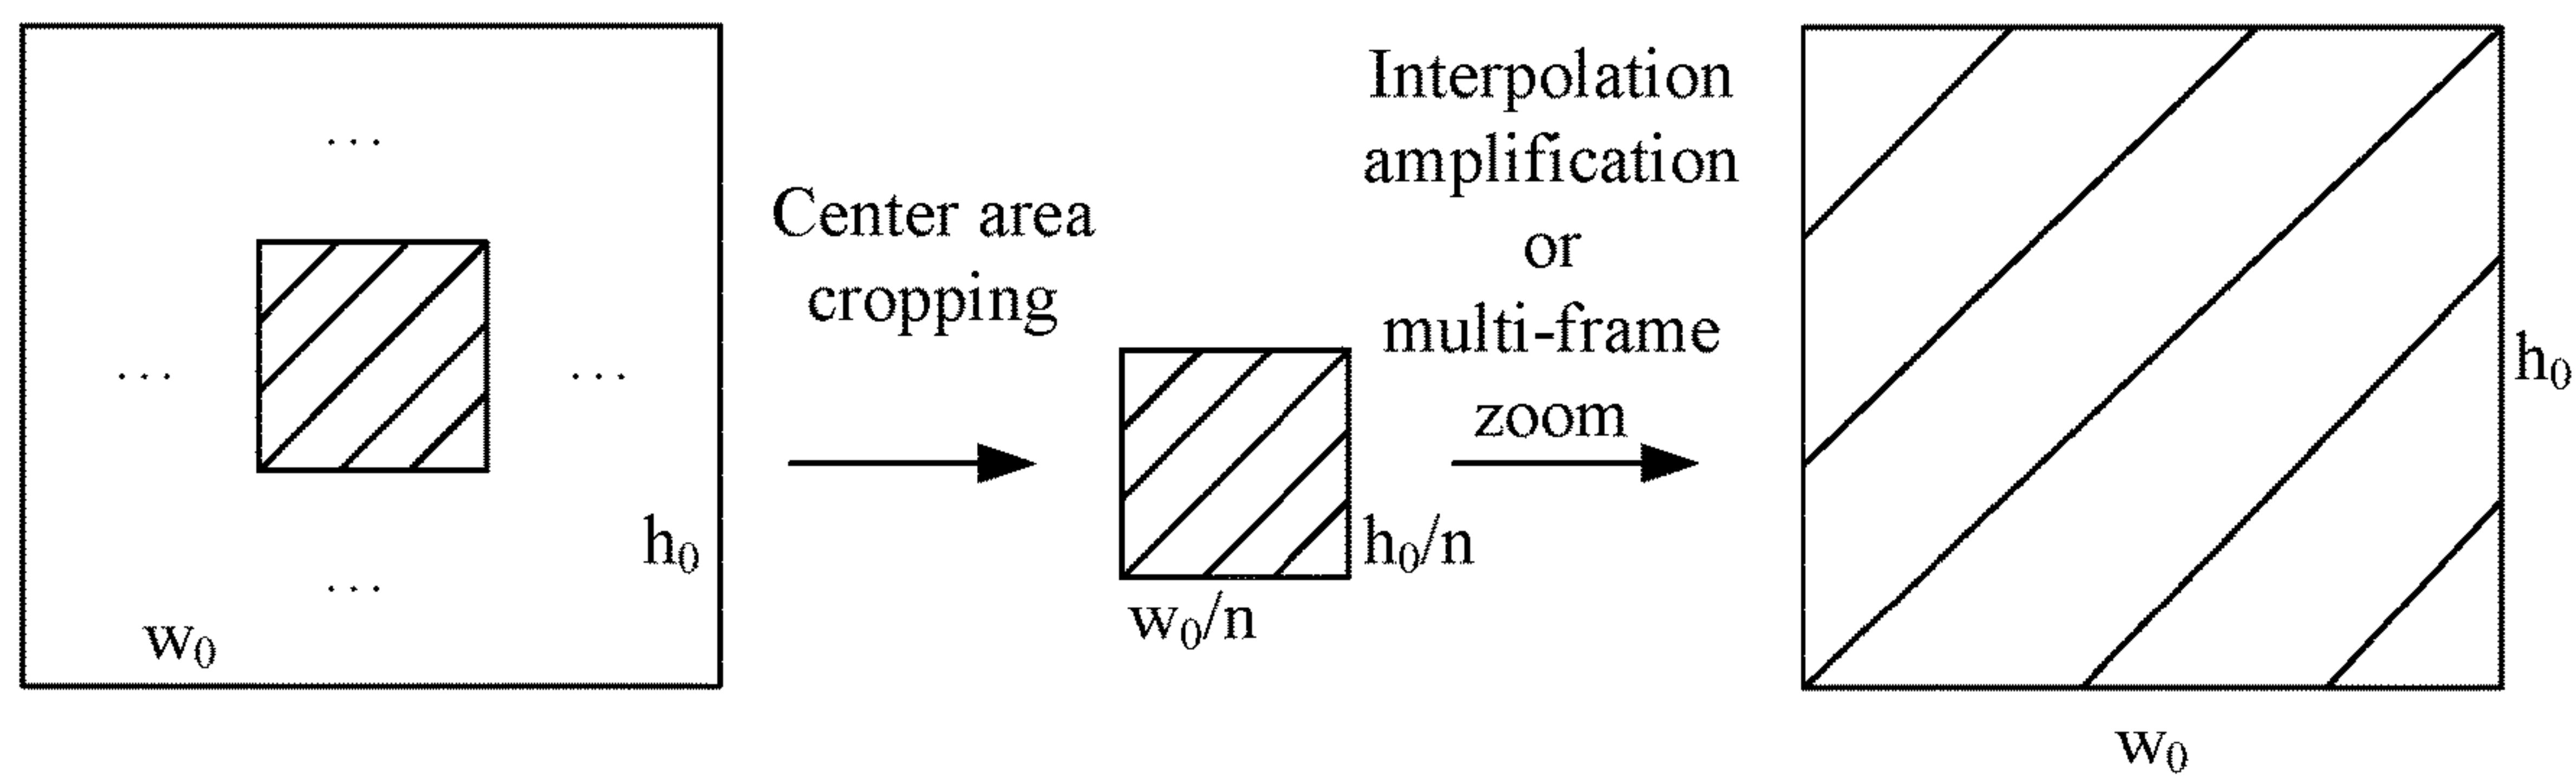 ...
... ...
...
h₀
w₀
Center area
cropping
w₀/n
h₀/n
Interpolation
amplification
or
multi-frame
zoom
h₀
w₀